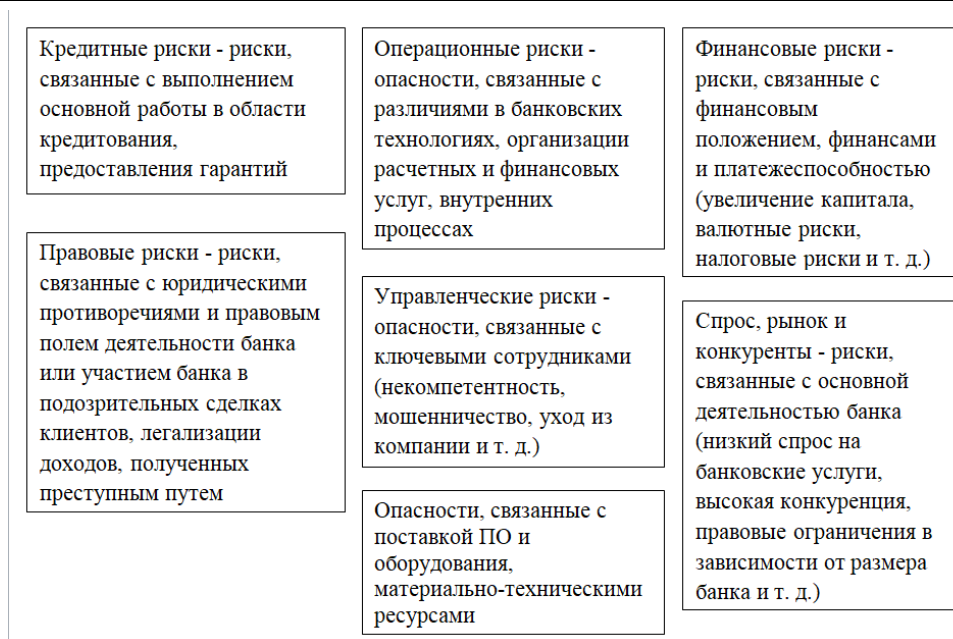 Кредитные риски - риски,
связанные с выполнением
основной работы в области
кредитования,
предоставления гарантий
Правовые риски - риски,
связанные с юридическими
противоречиями и правовым
полем деятельности банка
или участием банка в
подозрительных сделках
клиентов, легализации
доходов, полученных
преступным путем
Операционные риски -
опасности, связанные с
различиями в банковских
технологиях, организации
расчетных и финансовых
услуг, внутренних
процессах
Управленческие риски -
опасности, связанные с
ключевыми сотрудниками
(некомпетентность,
мошенничество, уход из
компании и т. д.)
Опасности, связанные с
поставкой ПО и
оборудования,
материально-техническими
ресурсами
Финансовые риски -
риски, связанные с
финансовым
положением, финансами
и платежеспособностью
(увеличение капитала,
валютные риски,
налоговые риски и т. д.)
Спрос, рынок и
конкуренты - риски,
связанные с основной
деятельностью банка
(низкий спрос на
банковские услуги,
высокая конкуренция,
правовые ограничения в
зависимости от размера
банка и т. д.)